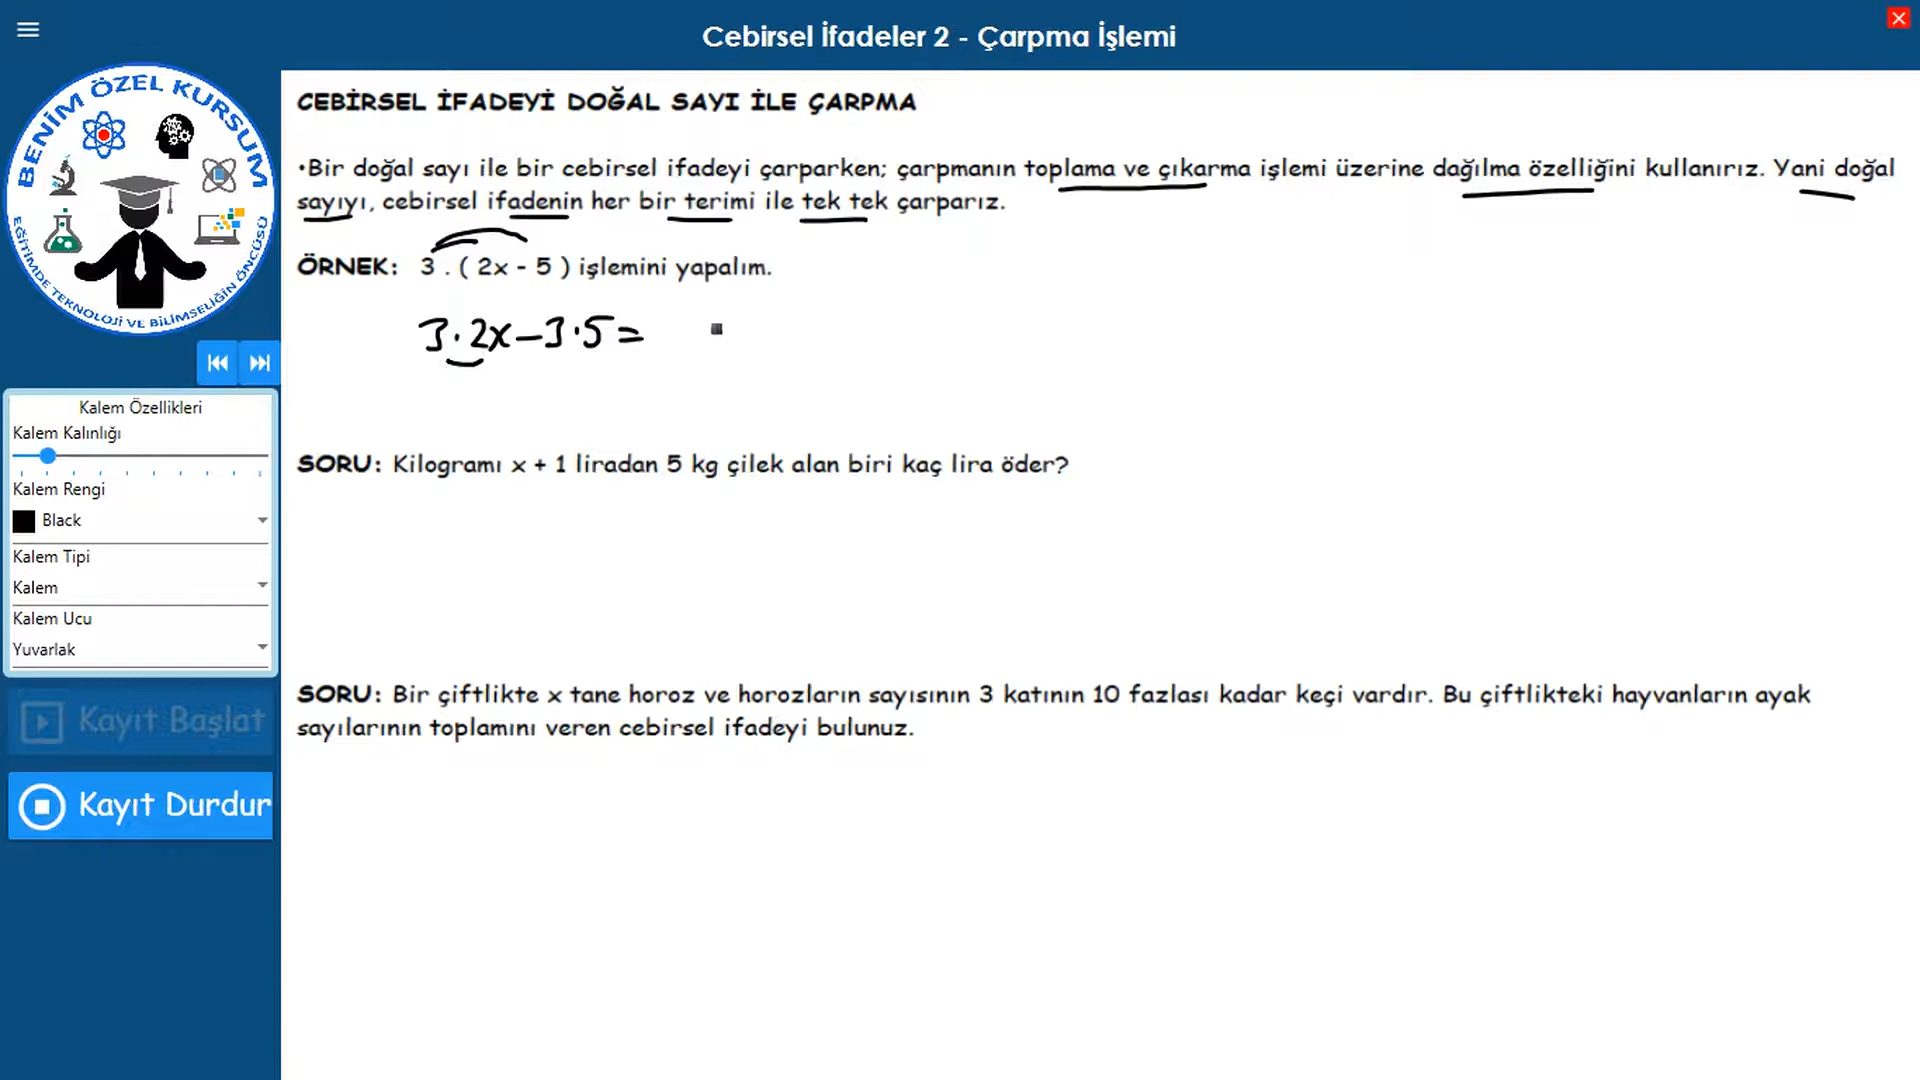 Cebirsel İfadeler 2 - Çarpma İşlemi
BENİM ÖZEL KURSUM
EĞİTİMDE TEKNOLOJİ VE BİLİMSELLİĞİN ÖNCÜSÜ
CEBİRSEL İFADEYİ DOĞAL SAYI İLE ÇARPMA
•Bir doğal sayı ile bir cebirsel ifadeyi çarparken; çarpmanın toplama ve çıkarma işlemi üzerine dağılma özelliğini kullanırız. Yani doğal
sayıyı, cebirsel ifadenin her bir terimi ile tek tek çarparız.
ÖRNEK: 3 . ( 2x - 5 ) işlemini yapalım.
3·2x-3·5=
SORU: Kilogramı x + 1 liradan 5 kg çilek alan biri kaç lira öder?
SORU: Bir çiftlikte x tane horoz ve horozların sayısının 3 katının 10 fazlası kadar keçi vardır. Bu çiftlikteki hayvanların ayak
sayılarının toplamını veren cebirsel ifadeyi bulunuz.
Kalem Özellikleri
Kalem Kalınlığı
Kalem Rengi
Black
Kalem Tipi
Kalem
Kalem Ucu
Yuvarlak
Kayıt Başlat
Kayıt Durdur